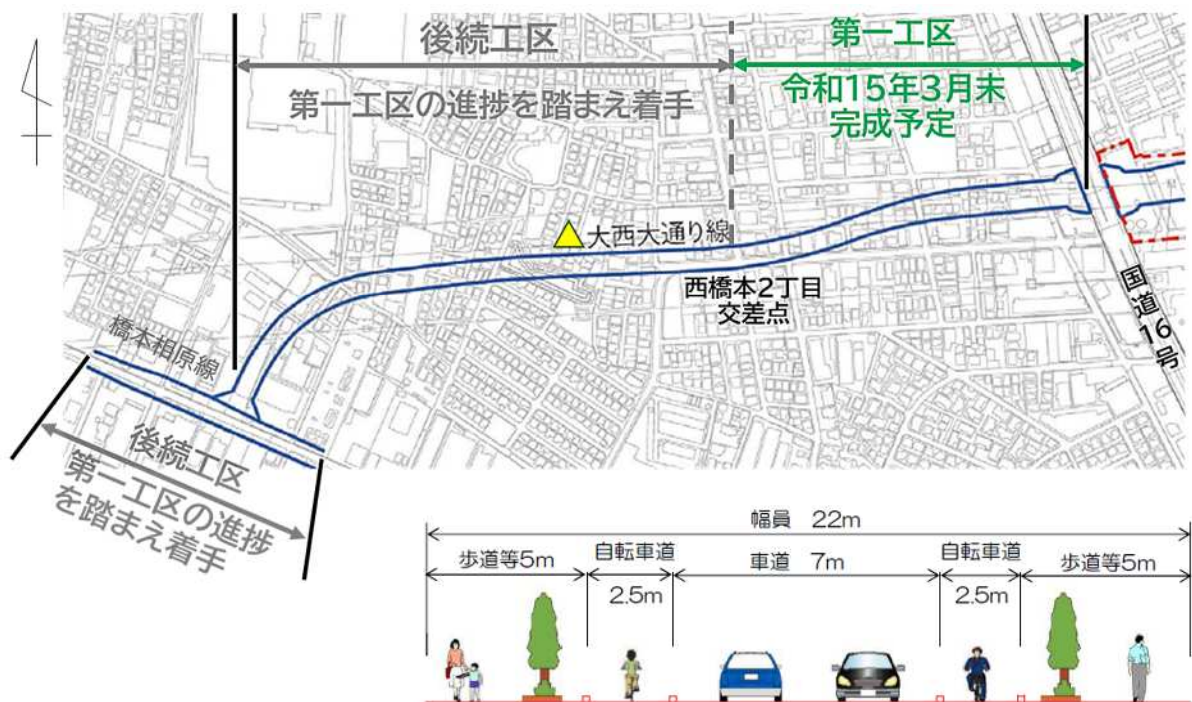 後続工区
第一工区の進捗を踏まえ着手
第一工区
令和15年3月末
完成予定
大西大通り線
西橋本2丁目
交差点
国道16号
橋本相原線
後続工区
第一工区の進捗
を踏まえ着手
幅員 22m
歩道等5m
自転車道
2.5m
車道 7m
自転車道
2.5m
歩道等5m